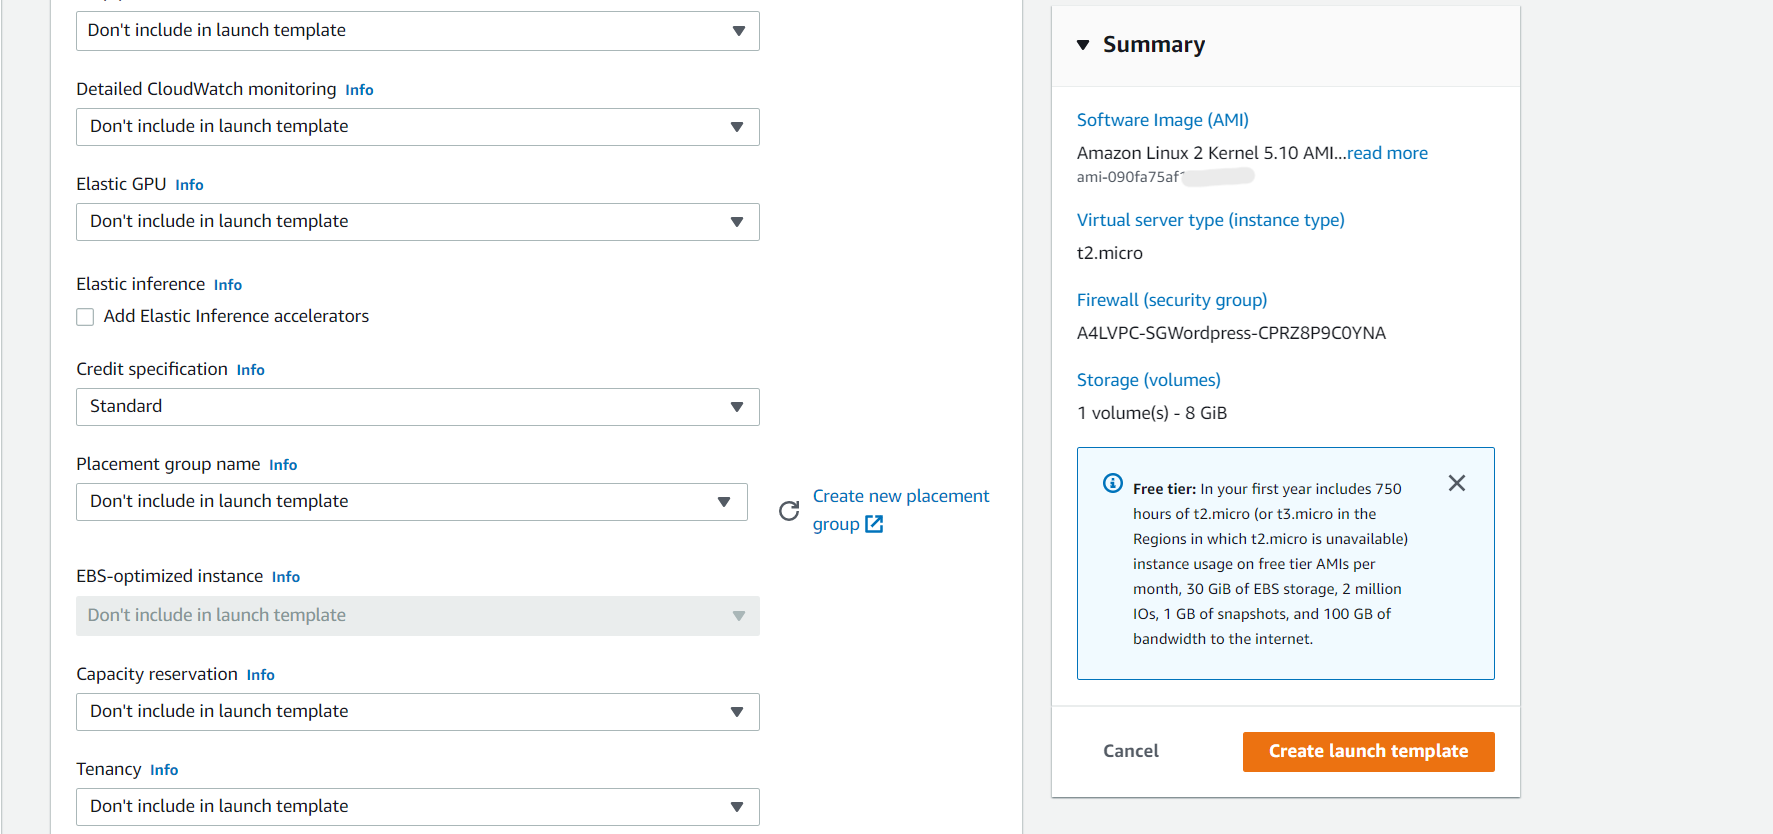 Don't include in launch template
Detailed CloudWatch monitoring Info
Don't include in launch template
Elastic GPU Info
Don't include in launch template
Elastic inference Info
Add Elastic Inference accelerators
Credit specification Info
Standard
Placement group name Info
Don't include in launch template
Create new placement
group
EBS-optimized instance Info
Don't include in launch template
Capacity reservation Info
Don't include in launch template
Tenancy Info
Don't include in launch template
Summary
Software Image (AMI)
Amazon Linux 2 Kernel 5.10 AMI...read more
ami-090fa75af
Virtual server type (instance type)
t2.micro
Firewall (security group)
A4LVPC-SGWordpress-CPRZ8P9C0YNA
Storage (volumes)
1 volume(s) - 8 GiB
Free tier: In your first year includes 750
hours of t2.micro (or t3.micro in the
Regions in which t2.micro is unavailable)
instance usage on free tier AMIs per
month, 30 GiB of EBS storage, 2 million
IOs, 1 GB of snapshots, and 100 GB of
bandwidth to the internet.
Cancel
Create launch template